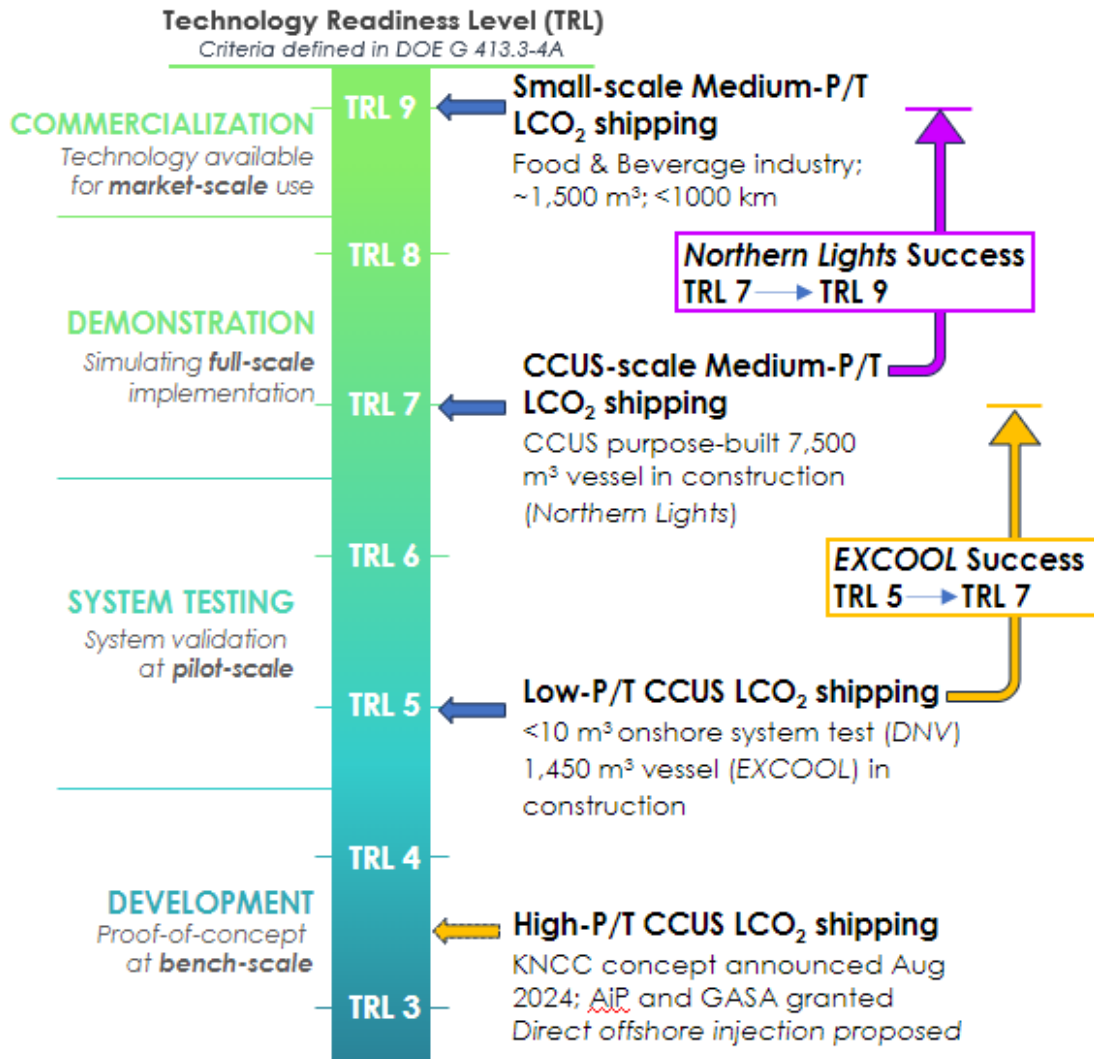 Technology Readiness Level (TRL)
Criteria defined in DOE G 413.3-4A
COMMERCIALIZATION
Technology available
for market-scale use
DEMONSTRATION
Simulating full-scale
implementation
SYSTEM TESTING
System validation
at pilot-scale
DEVELOPMENT
Proof-of-concept
at bench-scale
TRL 9
TRL 8
TRL 7
TRL 6
TRL 5
TRL 4
TRL 3
Small-scale Medium-P/T
LCO₂ shipping
Food & Beverage industry;
~1,500 m³; <1000 km
Northern Lights Success
TRL 7 → TRL 9
CCUS-scale Medium-P/T
LCO₂ shipping
CCUS purpose-built 7,500
m³ vessel in construction
(Northern Lights)
EXCOOL Success
TRL 5 → TRL 7
Low-P/T CCUS LCO₂ shipping
<10 m³ onshore system test (DNV)
1,450 m³ vessel (EXCOOL) in
construction
High-P/T CCUS LCO₂ shipping
KNCC concept announced Aug
2024; AiP and GASA granted
Direct offshore injection proposed